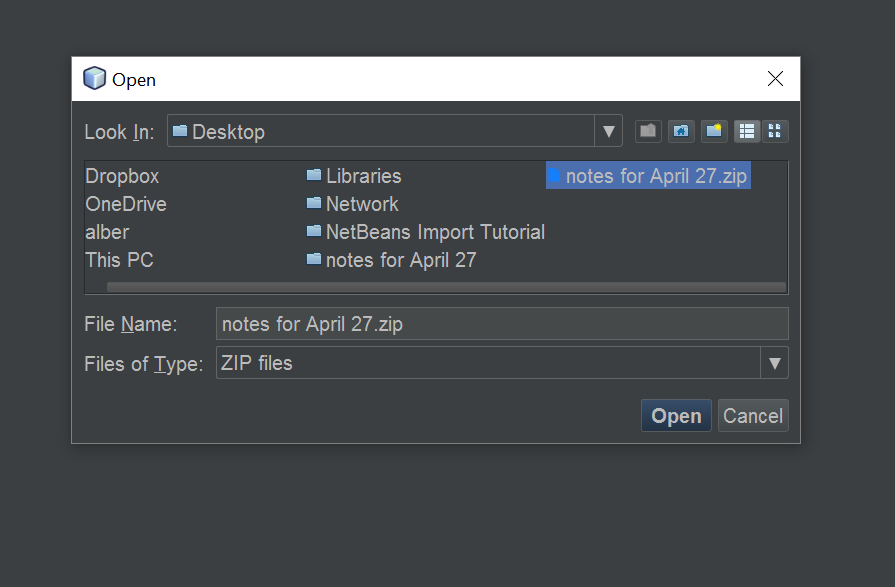 Open
Look In: Desktop
Dropbox Libraries notes for April 27.zip
OneDrive Network
alber NetBeans Import Tutorial
This PC notes for April 27
File Name: notes for April 27.zip
Files of Type: ZIP files
Open Cancel